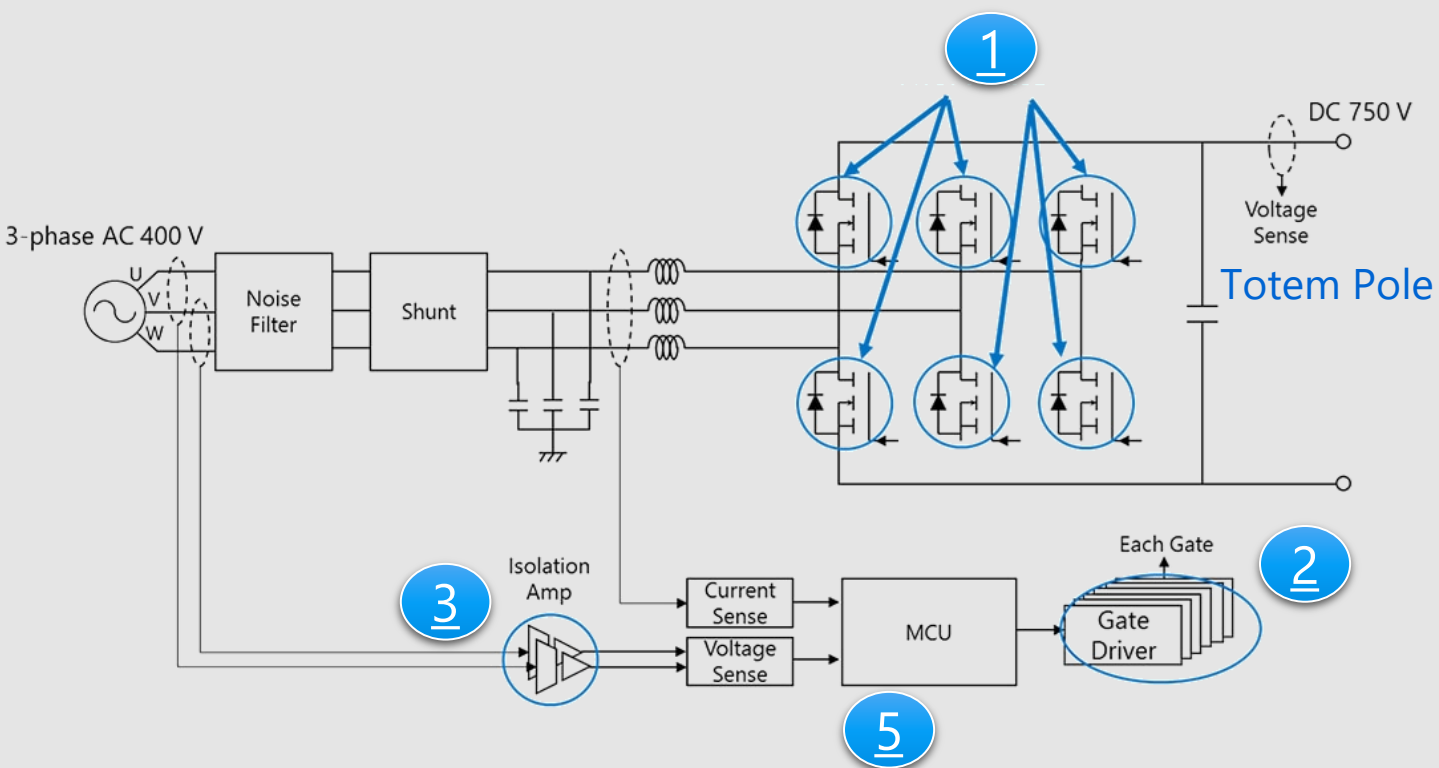 1
DC 750 V
Voltage
Sense
3-phase AC 400 V
Totem Pole
U
V
W
Noise
Filter
Shunt
Each Gate
2
Isolation
Amp
3
Current
Sense
Voltage
Sense
MCU
Gate
Driver
5